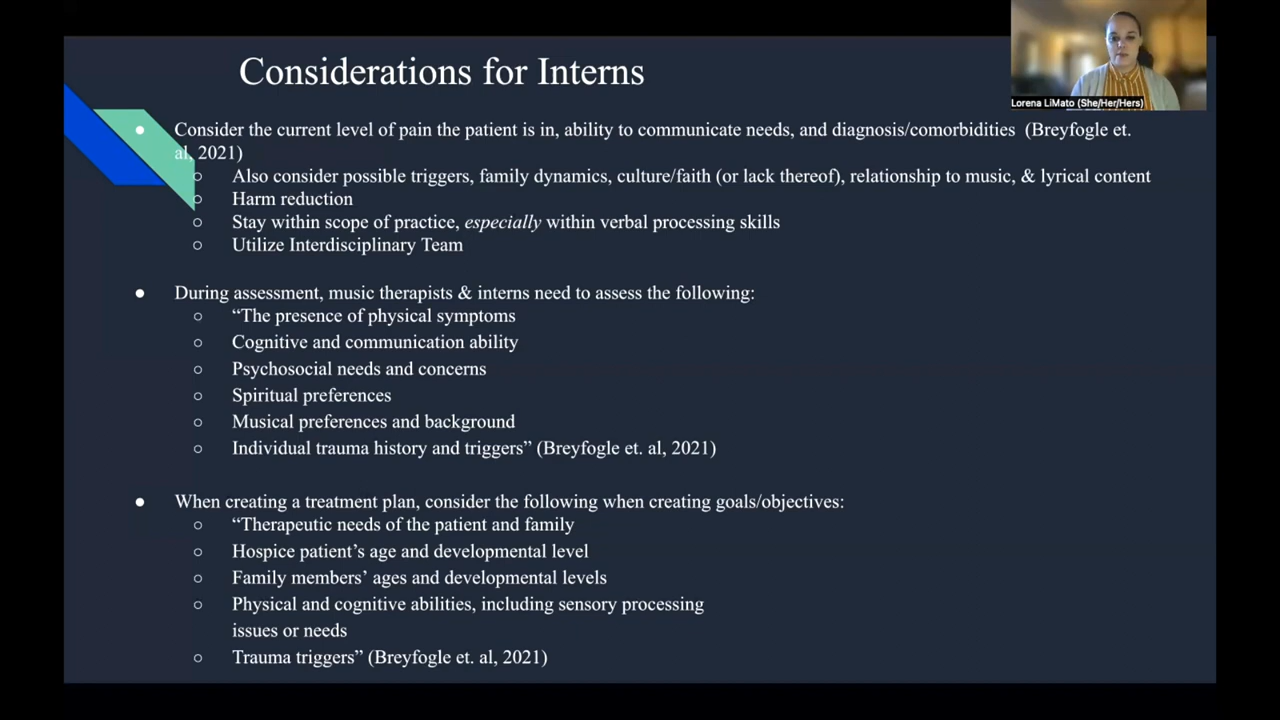 Considerations for Interns
Lorena LiMato (She/Her/Hers)
● Consider the current level of pain the patient is in, ability to communicate needs, and diagnosis/comorbidities (Breyfogle et.
al, 2021)
○ Also consider possible triggers, family dynamics, culture/faith (or lack thereof), relationship to music, & lyrical content
○ Harm reduction
○ Stay within scope of practice, especially within verbal processing skills
○ Utilize Interdisciplinary Team
● During assessment, music therapists & interns need to assess the following:
○ “The presence of physical symptoms
○ Cognitive and communication ability
○ Psychosocial needs and concerns
○ Spiritual preferences
○ Musical preferences and background
○ Individual trauma history and triggers” (Breyfogle et. al, 2021)
● When creating a treatment plan, consider the following when creating goals/objectives:
○ “Therapeutic needs of the patient and family
○ Hospice patient’s age and developmental level
○ Family members’ ages and developmental levels
○ Physical and cognitive abilities, including sensory processing
issues or needs
○ Trauma triggers” (Breyfogle et. al, 2021)